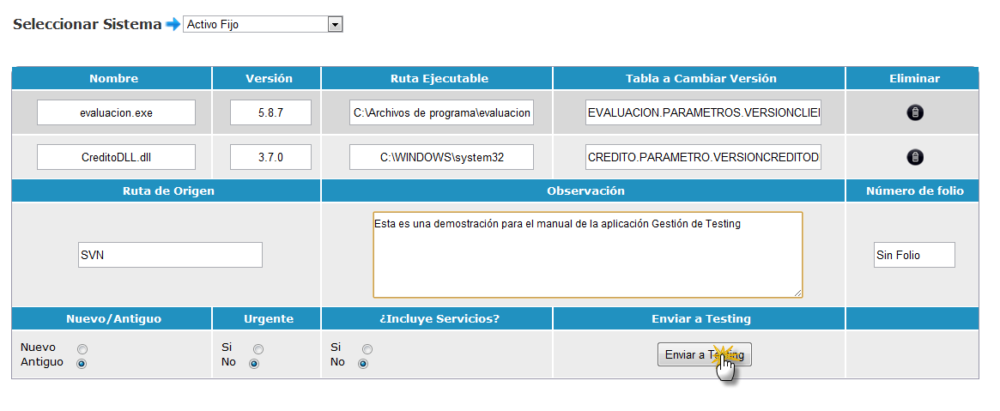 Seleccionar Sistema Activo Fijo
Nombre Versión Ruta Ejecutable Tabla a Cambiar Versión Eliminar
evaluacion.exe 5.8.7 C:\Archivos de programa\evaluacion EVALUACION.PARAMETROS.VERSIONCLIE
CreditoDLL.dll 3.7.0 C:\WINDOWS\system32 CREDITO.PARAMETRO.VERSIONCREDITOD
Ruta de Origen Observación Número de folio
Esta es una demostración para el manual de la aplicación Gestión de Testing
SVN Sin Folio
Nuevo/Antiguo Urgente ¿Incluye Servicios? Enviar a Testing
Nuevo Si Si
Antiguo No No
Enviar a Testing